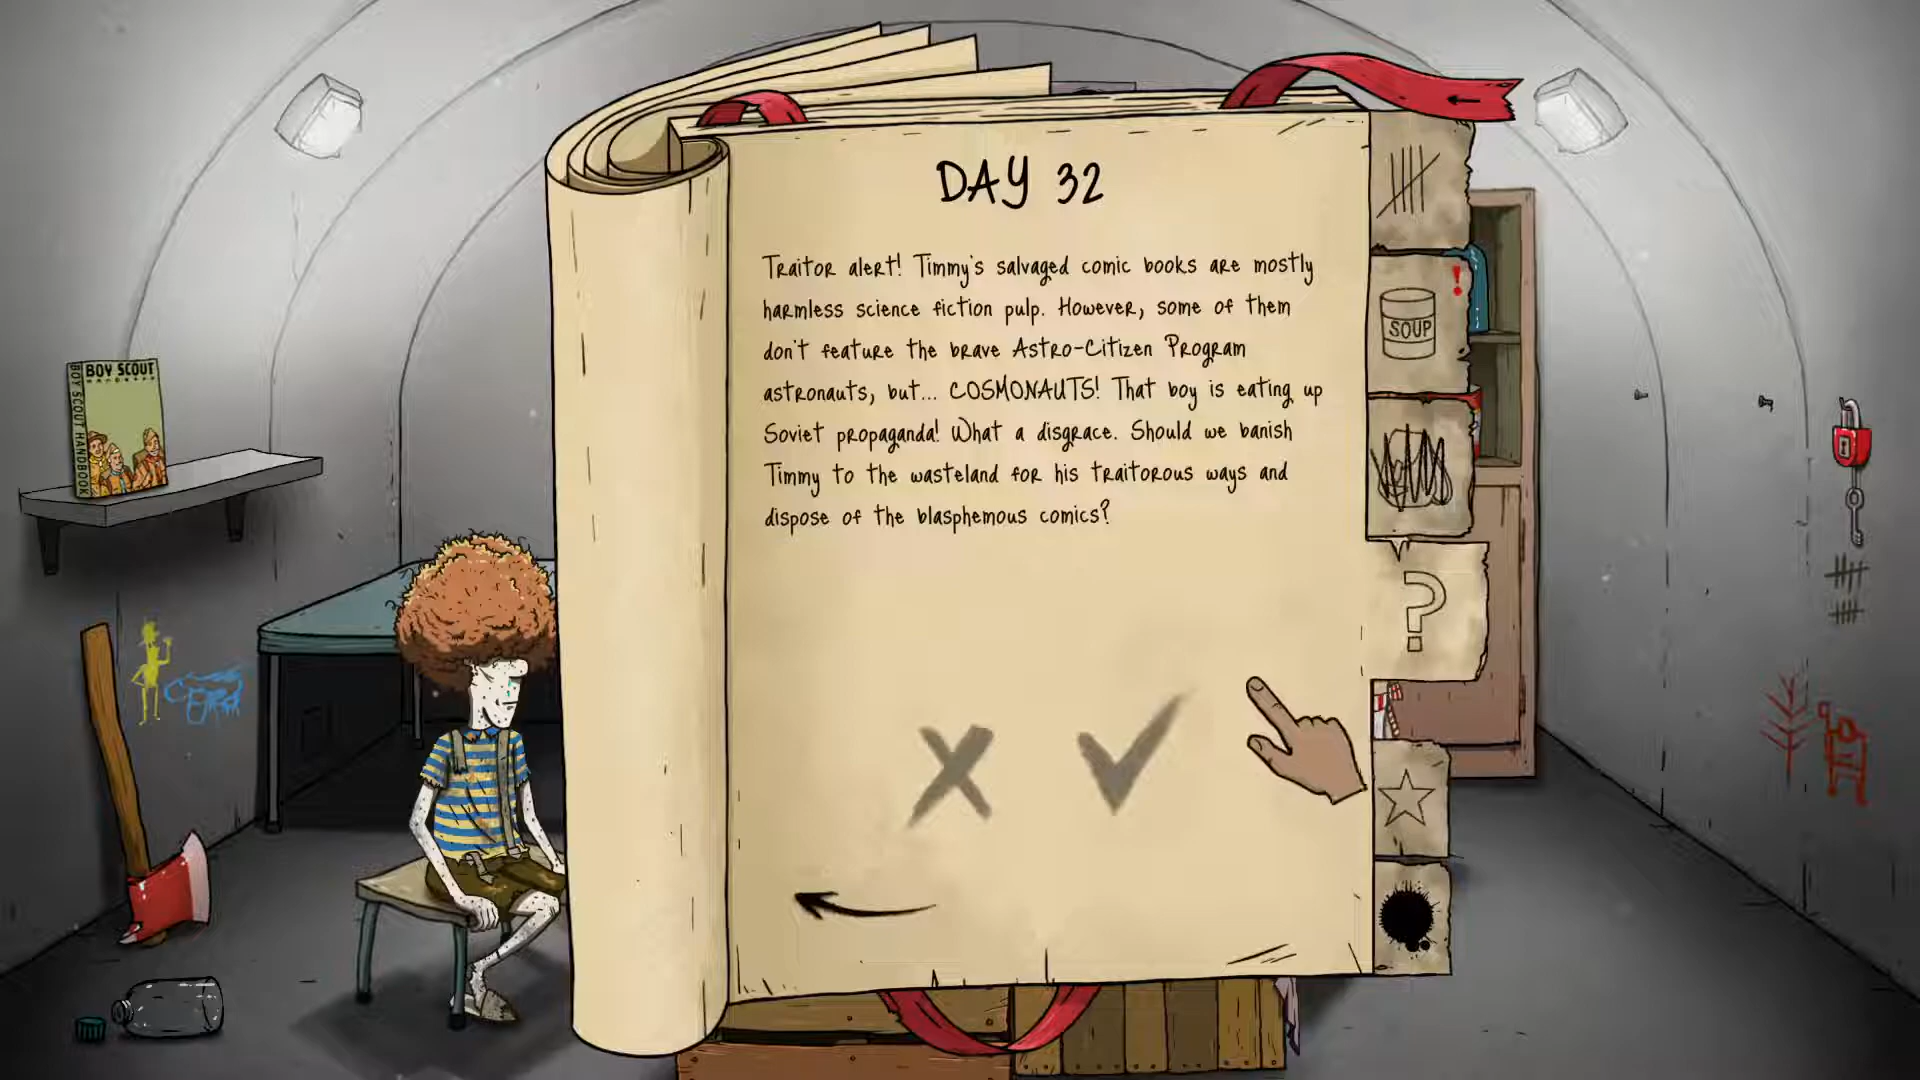 DAY 32
Traitor alert! Timmy's salvaged comic books are mostly
harmless science fiction pulp. However, some of them
don't feature the brave Astro-Citizen Program
astronauts, but... COSMONAUTS! That boy is eating up
Soviet propaganda! What a disgrace. Should we banish
Timmy to the wasteland for his traitorous ways and
dispose of the blasphemous comics?
!
SOUP
?
BOY SCOUT
BOY SCOUT HANDBOOK